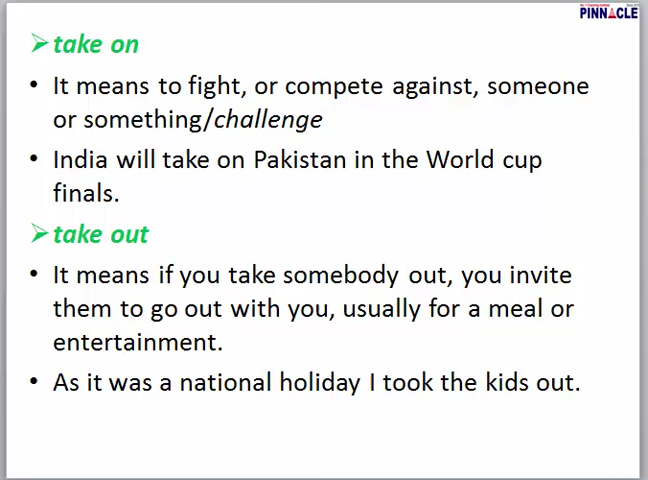 PINNACLE
➢take on
• It means to fight, or compete against, someone
or something/challenge
• India will take on Pakistan in the World cup
finals.
➢take out
• It means if you take somebody out, you invite
them to go out with you, usually for a meal or
entertainment.
• As it was a national holiday I took the kids out.